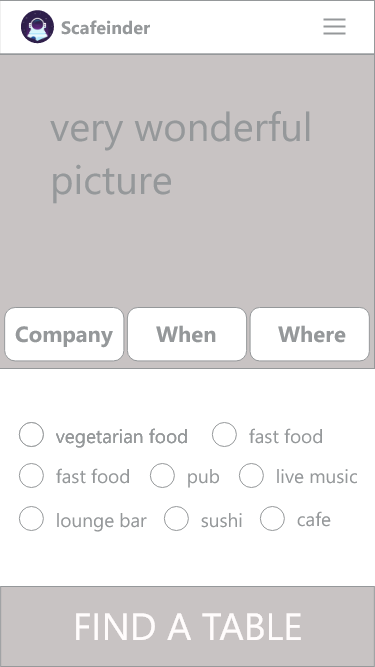 Scafeinder
very wonderful
picture
Company When Where
vegetarian food fast food
fast food pub live music
lounge bar sushi cafe
FIND A TABLE